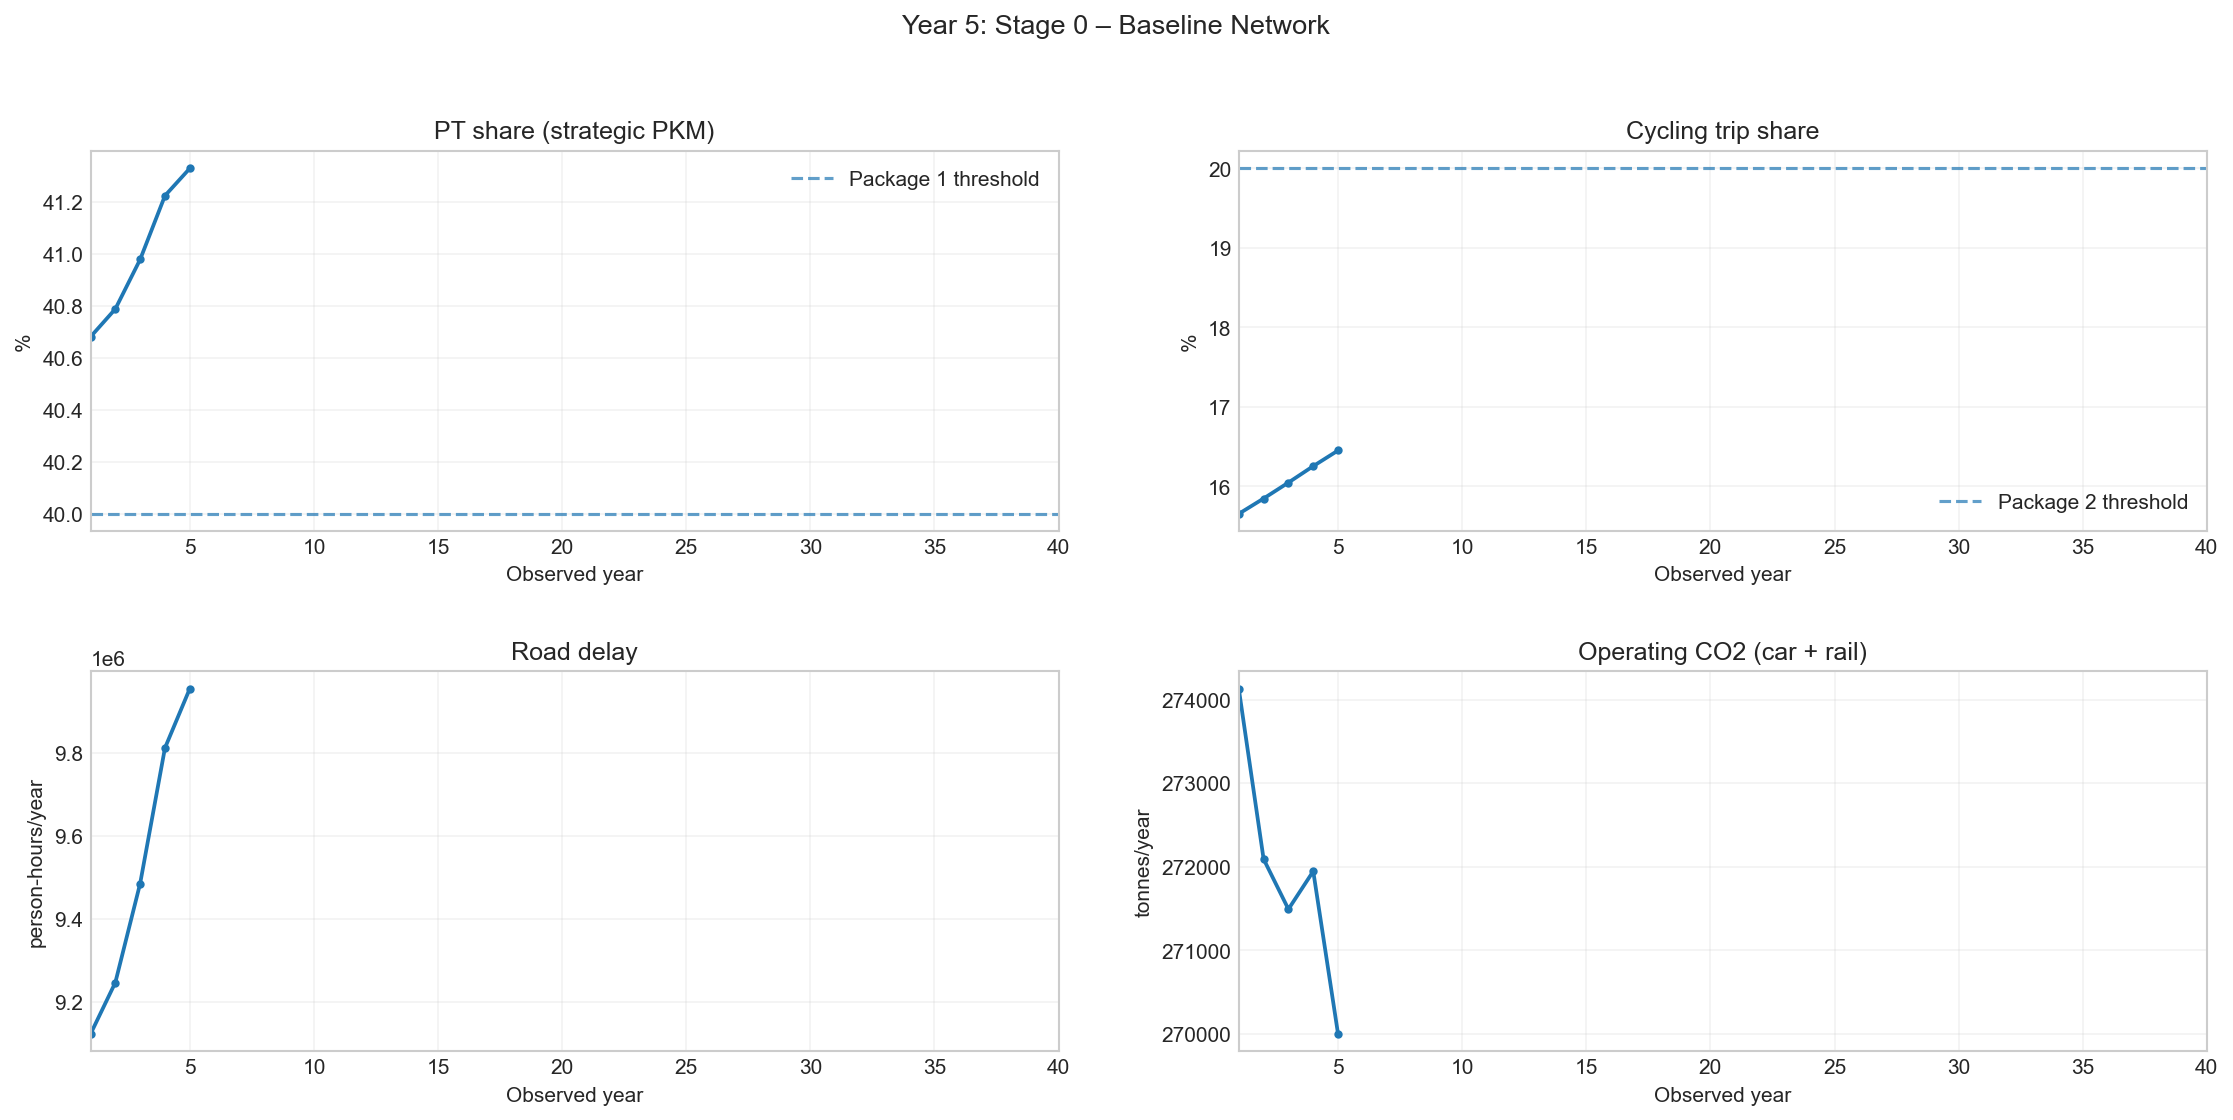 Year 5: Stage 0 – Baseline Network
PT share (strategic PKM)
%
41.2
41.0
40.8
40.6
40.4
40.2
40.0
Package 1 threshold
5 10 15 20 25 30 35 40
Observed year
Cycling trip share
%
20
19
18
17
16
Package 2 threshold
5 10 15 20 25 30 35 40
Observed year
Road delay
1e6
person-hours/year
9.8
9.6
9.4
9.2
5 10 15 20 25 30 35 40
Observed year
Operating CO2 (car + rail)
tonnes/year
274000
273000
272000
271000
270000
5 10 15 20 25 30 35 40
Observed year